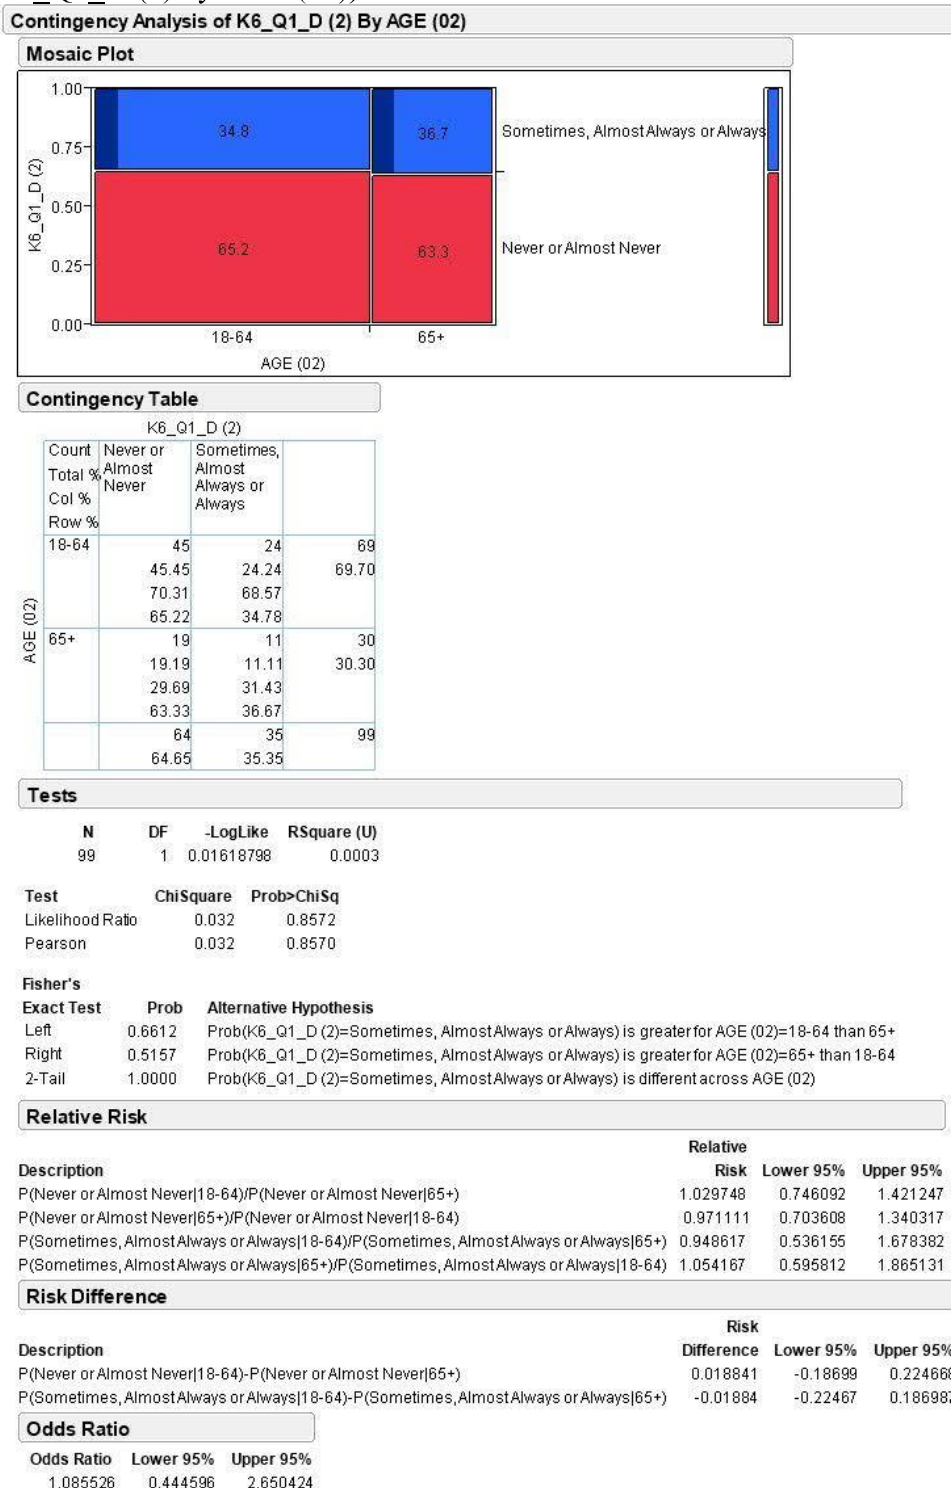 Contingency Analysis of K6_Q1_D (2) By AGE (02)
Mosaic Plot
1.00
0.75
0.50
0.25
0.00
K6_Q1_D (2)
34.8
36.7
65.2
63.3
Sometimes, Almost Always or Always
Never or Almost Never
18-64
65+
AGE (02)
Contingency Table
K6_Q1_D (2)
AGE (02)
Count Never or Sometimes,
Total % Almost Almost
Col % Never Always or
Row % Always
18-64 45 24 69
45.45 24.24 69.70
70.31 68.57
65.22 34.78
65+ 19 11 30
19.19 11.11 30.30
29.69 31.43
63.33 36.67
64 35 99
64.65 35.35
Tests
N DF -LogLike RSquare (U)
99 1 0.01618798 0.0003
Test ChiSquare Prob>ChiSq
Likelihood Ratio 0.032 0.8572
Pearson 0.032 0.8570
Fisher's
Exact Test Prob Alternative Hypothesis
Left 0.6612 Prob(K6_Q1_D (2)=Sometimes, Almost Always or Always) is greater for AGE (02)=18-64 than 65+
Right 0.5157 Prob(K6_Q1_D (2)=Sometimes, Almost Always or Always) is greater for AGE (02)=65+ than 18-64
2-Tail 1.0000 Prob(K6_Q1_D (2)=Sometimes, Almost Always or Always) is different across AGE (02)
Relative Risk
Relative
Description Risk Lower 95% Upper 95%
P(Never or Almost Never|18-64)/P(Never or Almost Never|65+) 1.029748 0.746092 1.421247
P(Never or Almost Never|65+)/P(Never or Almost Never|18-64) 0.971111 0.703608 1.340317
P(Sometimes, Almost Always or Always|18-64)/P(Sometimes, Almost Always or Always|65+) 0.948617 0.536155 1.678382
P(Sometimes, Almost Always or Always|65+)/P(Sometimes, Almost Always or Always|18-64) 1.054167 0.595812 1.865131
Risk Difference
Risk
Description Difference Lower 95% Upper 95%
P(Never or Almost Never|18-64)-P(Never or Almost Never|65+) 0.018841 -0.18699 0.224668
P(Sometimes, Almost Always or Always|18-64)-P(Sometimes, Almost Always or Always|65+) -0.01884 -0.22467 0.186987
Odds Ratio
Odds Ratio Lower 95% Upper 95%
1.085526 0.444596 2.650424